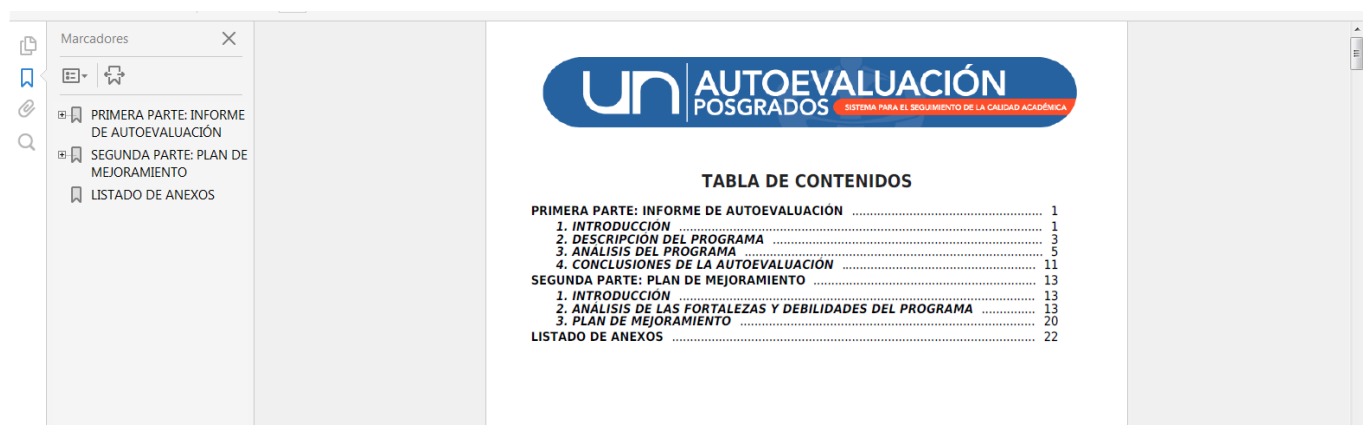 Marcadores
PRIMERA PARTE: INFORME
DE AUTOEVALUACIÓN
SEGUNDA PARTE: PLAN DE
MEJORAMIENTO
LISTADO DE ANEXOS
un AUTOEVALUACIÓN
POSGRADOS SISTEMA PARA EL SEGUIMIENTO DE LA CALIDAD ACADÉMICA
TABLA DE CONTENIDOS
PRIMERA PARTE: INFORME DE AUTOEVALUACIÓN ..................................................... 1
1. INTRODUCCIÓN ..................................................................................................... 1
2. DESCRIPCIÓN DEL PROGRAMA ........................................................................... 3
3. ANÁLISIS DEL PROGRAMA ................................................................................... 5
4. CONCLUSIONES DE LA AUTOEVALUACIÓN ...................................................... 11
SEGUNDA PARTE: PLAN DE MEJORAMIENTO .............................................................. 13
1. INTRODUCCIÓN ................................................................................................... 13
2. ANÁLISIS DE LAS FORTALEZAS Y DEBILIDADES DEL PROGRAMA ............... 13
3. PLAN DE MEJORAMIENTO .................................................................................. 20
LISTADO DE ANEXOS ..................................................................................................... 22